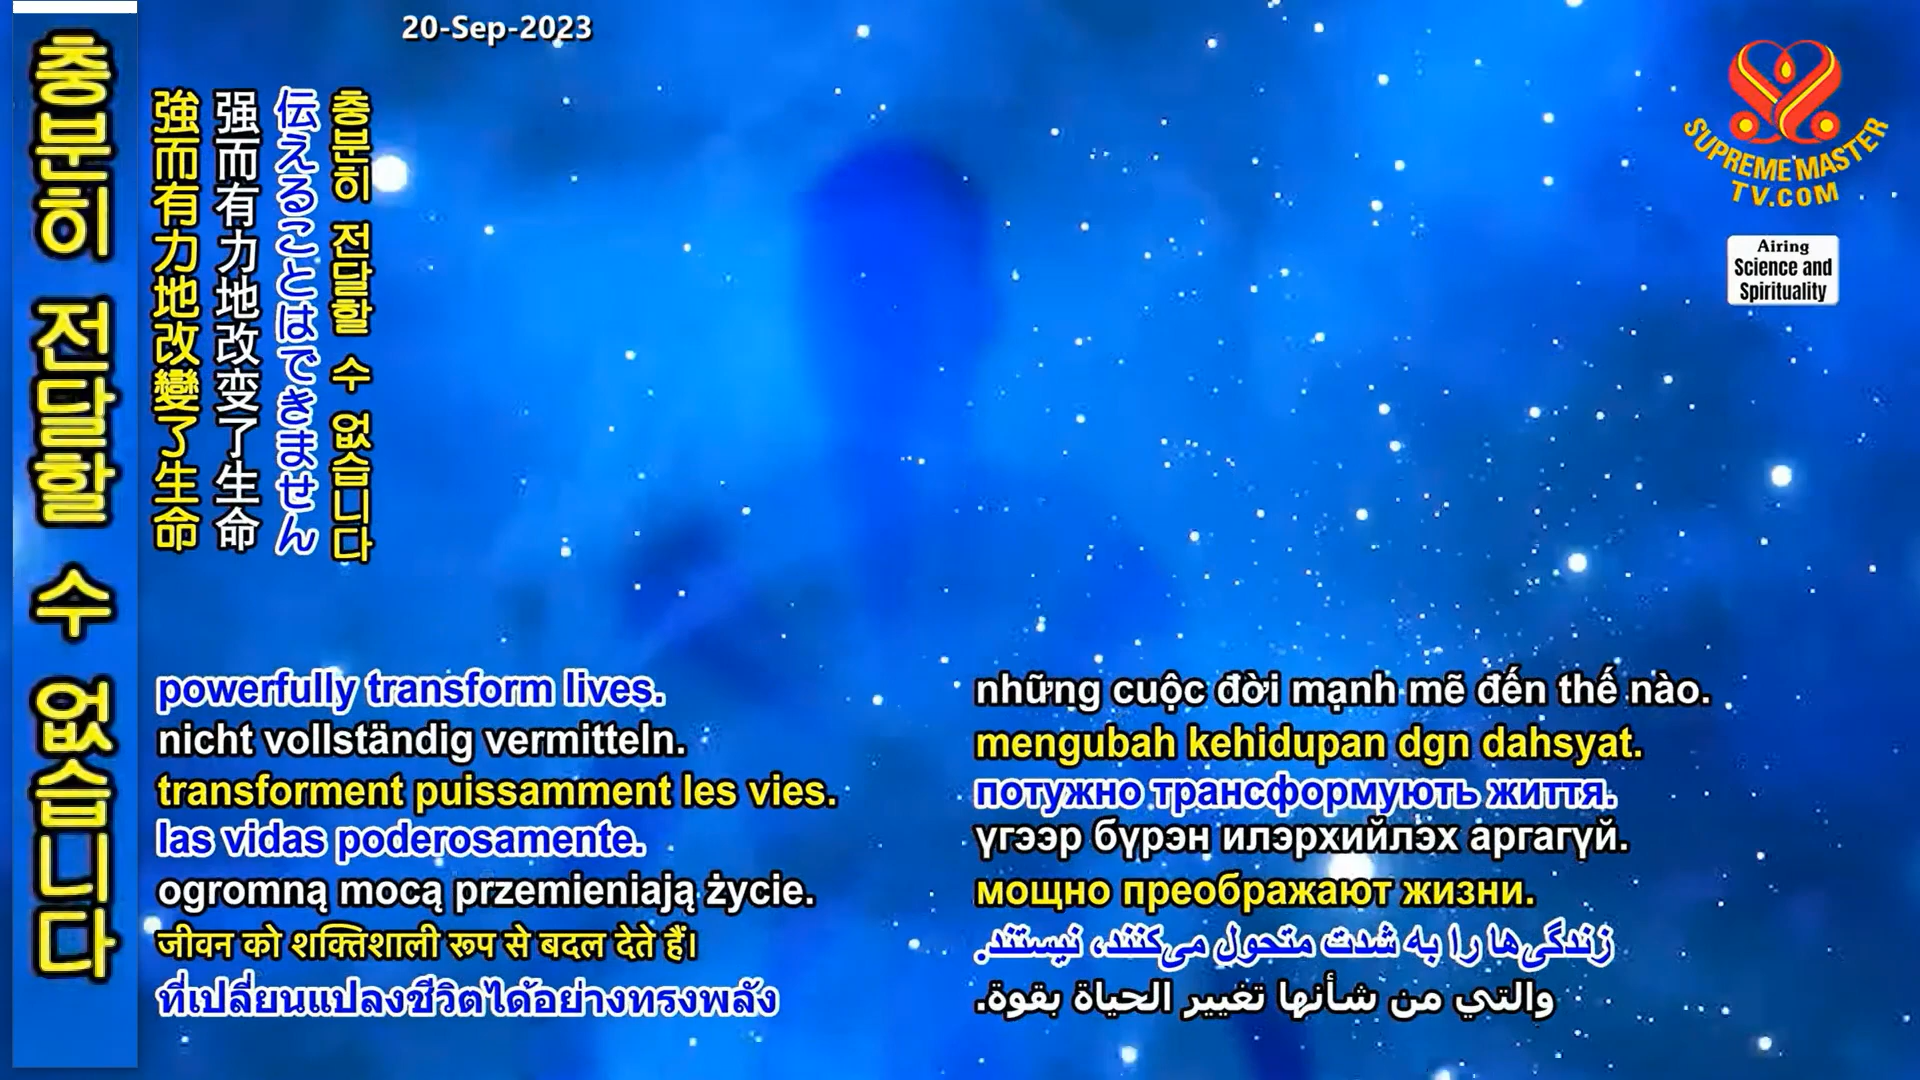 20-Sep-2023
충분히 전달할 수 없습니다
強而有力地改變了生命
强而有力地改变了生命
伝えることはできません
충분히 전달할 수 없습니다
SUPREME MASTER
TV.COM
Airing
Science and
Spirituality
powerfully transform lives.
nicht vollständig vermitteln.
transforment puissamment les vies.
las vidas poderosamente.
ogromną mocą przemieniają życie.
जीवन को शक्तिशाली रूप से बदल देते हैं।
ที่เปลี่ยนแปลงชีวิตได้อย่างทรงพลัง
những cuộc đời mạnh mẽ đến thế nào.
mengubah kehidupan dgn dahsyat.
потужно трансформують життя.
үгээр бүрэн илэрхийлэх аргагүй.
мощно преображают жизни.
زندگی‌ها را به شدت متحول می‌کنند، نیستند.
والتي من شأنها تغيير الحياة بقوة.